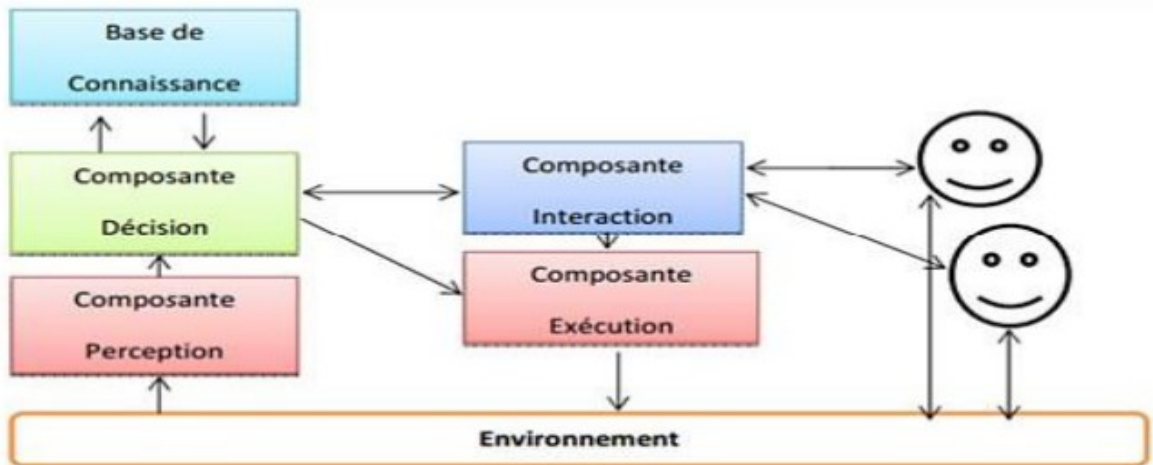 Base de
Connaissance
Composante
Décision
Composante
Interaction
Composante
Perception
Composante
Exécution
Environnement